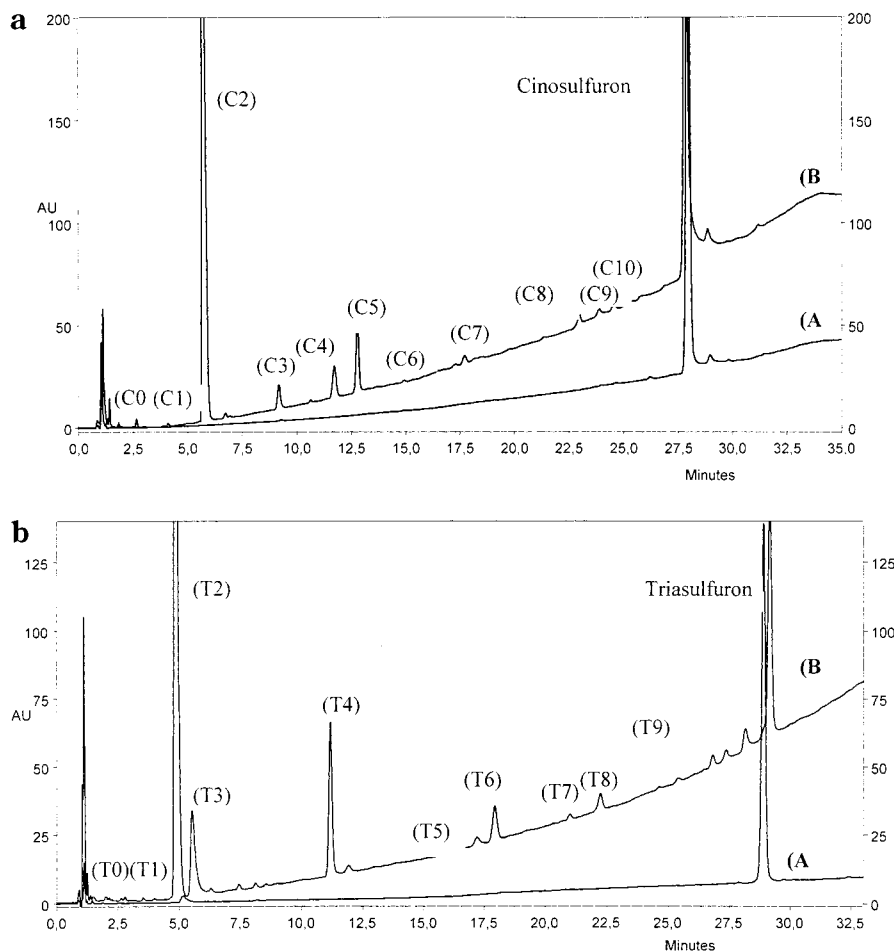 a
200
200
(C2)
Cinosulfuron
150
150
(B
AU
100
100
(C10)
(C8)
(C9)
(C5)
(C7)
(C4)
50
(A
50
(C3)
(C6)
(C0
(C1)
0
0
0,0 2,5 5,0 7,5 10,0 12,5 15,0 17,5 20,0 22,5 25,0 27,5 30,0 32,5 35,0
Minutes
b
125
125
(T2)
Triasulfuron
100
100
(B
75
75
(T4)
AU
(T9)
50
50
(T3)
(T6)
(T7)
(T8)
(T5)
25
25
(T0)(T1)
(A
0
0
0,0 2,5 5,0 7,5 10,0 12,5 15,0 17,5 20,0 22,5 25,0 27,5 30,0 32,5
Minutes